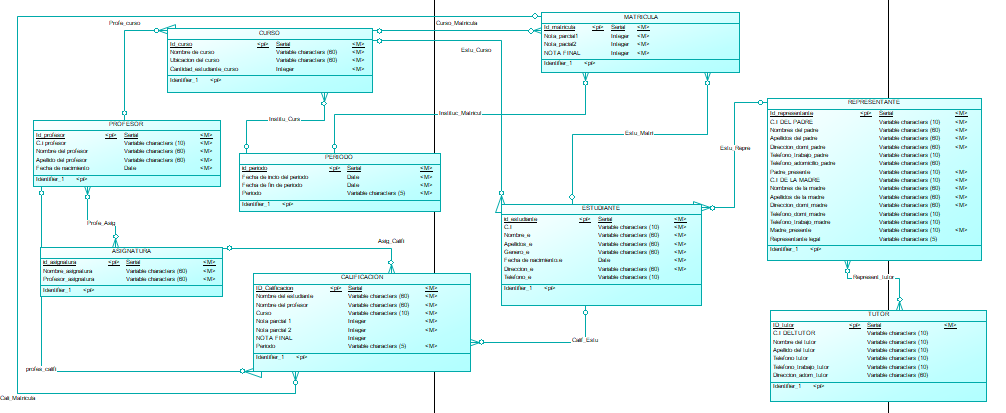 Profe_curso
Curso_Matricula
Estu_Curso
CURSO
Id_curso <pi> Serial <M>
Nombre de curso Variable characters (60) <M>
Ubicacion del curso Variable characters (60) <M>
Cantidad_estudiante_curso Integer <M>
Identifier_1 <pi>
MATRICULA
Id_matricula <pi> Serial <M>
Nota_parcial1 Integer <M>
Nota_parcial2 Integer <M>
NOTA FINAL Integer <M>
Identifier_1 <pi>
Institu_Curs
Instituc_Matricul
Estu_Matri
Estu_Repre
PROFESOR
Id_profesor <pi> Serial <M>
C.I profesor Variable characters (10) <M>
Nombre del profesor Variable characters (60) <M>
Apellido del profesor Variable characters (60) <M>
Fecha de nacimiento Date <M>
Identifier_1 <pi>
PERIODO
id_periodo <pi> Serial <M>
Fecha de incio del periodo Date <M>
Fecha de fin de periodo Date <M>
Periodo Variable characters (5) <M>
Identifier_1 <pi>
REPRESENTANTE
Id_representante <pi> Serial <M>
C.I DEL PADRE Variable characters (10) <M>
Nombres del padre Variable characters (60) <M>
Apellidos del padre Variable characters (60) <M>
Direccion_domi_padre Variable characters (60) <M>
Telefono_trabajo_padre Variable characters (10)
Telefono_adomicilio_padre Variable characters (60)
Padre_presente Variable characters (10) <M>
C.I DE LA MADRE Variable characters (10) <M>
Nombres de la madre Variable characters (60) <M>
Apellidos de la madre Variable characters (60) <M>
Direccion_domi_madre Variable characters (60) <M>
Telefono_domi_madre Variable characters (10)
Telefono_trabajo_madre Variable characters (10)
Madre_presente Variable characters (10) <M>
Representante legal Variable characters (5)
Identifier_1 <pi>
Profe_Asig
Asig_Califi
ASIGNATURA
id_asignatura <pi> Serial <M>
Nombre_asignatura Variable characters (60) <M>
Profesor_asignatura Variable characters (60) <M>
Identifier_1 <pi>
ESTUDIANTE
id_estudiante <pi> Serial <M>
C.I Variable characters (10) <M>
Nombre_e Variable characters (60) <M>
Apellidos_e Variable characters (60) <M>
Genero_e Variable characters (60) <M>
Fecha de nacimiento.e Date <M>
Direccion_e Variable characters (60) <M>
Telefono_e Variable characters (10)
Identifier_1 <pi>
CALIFICACION
ID_Calificacion <pi> Serial <M>
Nombre del estudiante Variable characters (60) <M>
Nombre del profesor Variable characters (60) <M>
Curso Variable characters (10) <M>
Nota parcial 1 Integer <M>
Nota parcial 2 Integer <M>
NOTA FINAL Integer
Periodo Variable characters (5) <M>
Identifier_1 <pi>
Represent_tutor
TUTOR
ID_tutor <pi> Serial <M>
C.I DELTUTOR Variable characters (10)
Nombre del tutor Variable characters (10)
Apellido del tutor Variable characters (10)
Telefono tutor Variable characters (10)
Telefono_trabajo_tutor Variable characters (10)
Direccion_adom_tutor Variable characters (60)
Identifier_1 <pi>
Calif_Estu
profes_califi
Cali_Matricula